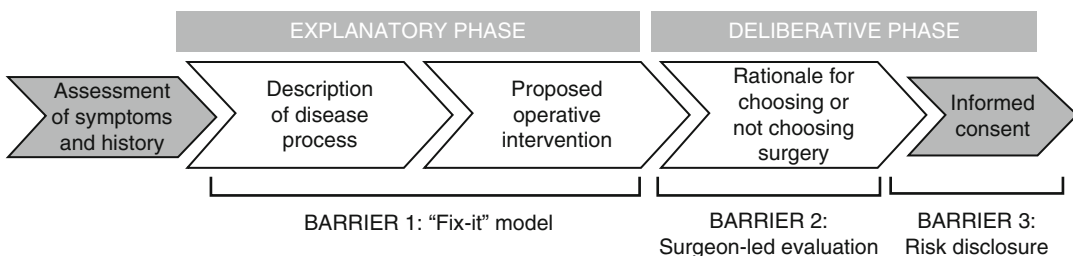 EXPLANATORY PHASE
DELIBERATIVE PHASE
Assessment
of symptoms
and history
Description
of disease
process
Proposed
operative
intervention
Rationale for
choosing or
not choosing
surgery
Informed
consent
BARRIER 1: “Fix-it” model
BARRIER 2:
Surgeon-led evaluation
BARRIER 3:
Risk disclosure